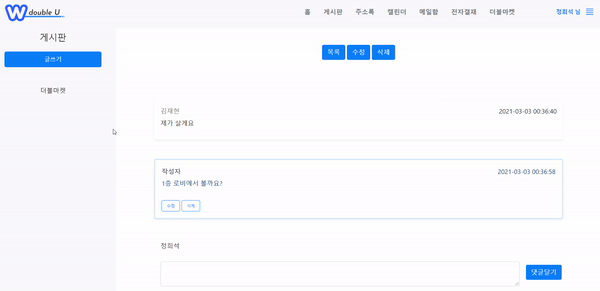 W double U
홈 게시판 주소록 캘린더 메일함 전자결재 더블마켓 정희석 님
게시판
글쓰기
더블마켓
목록 수정 삭제
김재현 2021-03-03 00:36:40
제가 살게요
작성자 2021-03-03 00:36:58
1층 로비에서 볼까요?
수정 삭제
정희석
댓글달기